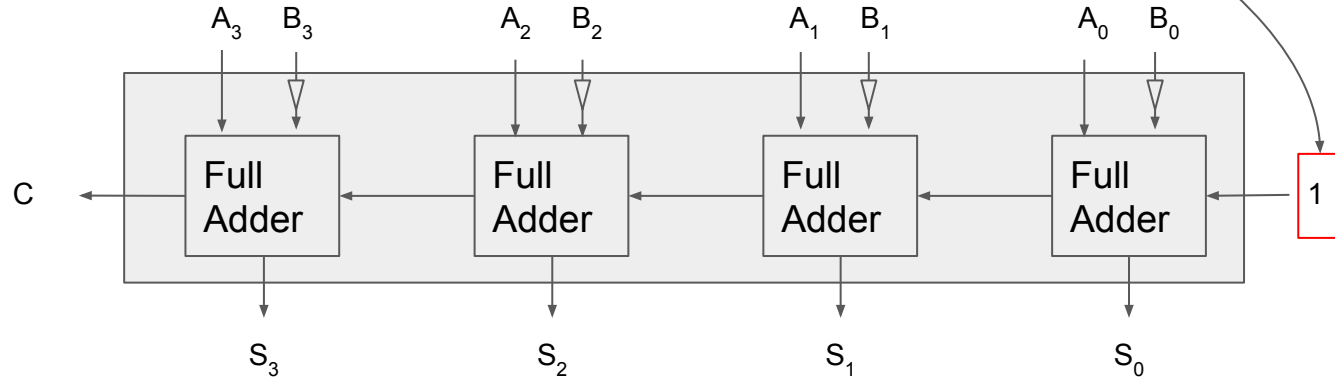 A₃ B₃ A₂ B₂ A₁ B₁ A₀ B₀
Full Adder
Full Adder
Full Adder
Full Adder
C
1
S₃ S₂ S₁ S₀